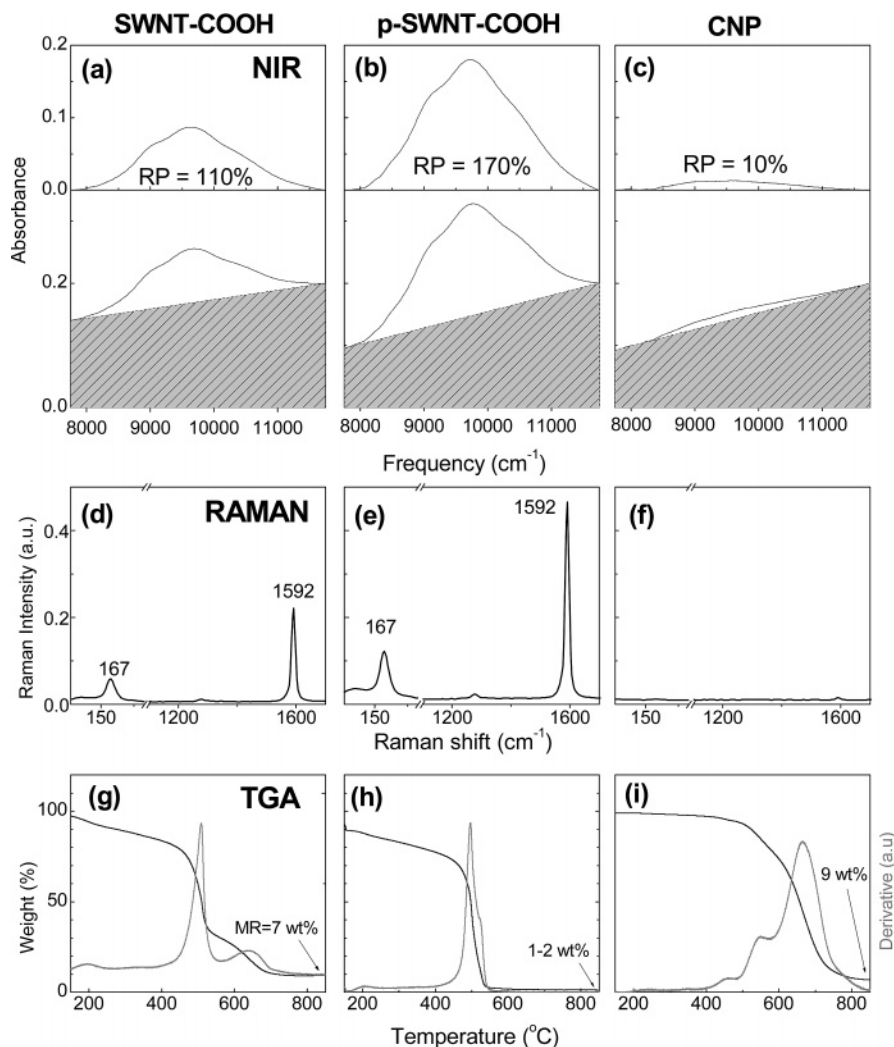 SWNT-COOH p-SWNT-COOH CNP
0.2
(a) NIR (b) (c)
0.1
RP = 110% RP = 170% RP = 10%
0.0
Absorbance
0.2
0.0
8000 9000 10000 11000 8000 9000 10000 11000 8000 9000 10000 11000
Frequency (cm⁻¹)
(d) RAMAN (e) (f)
1592
0.4
1592
0.2
167
167
0.0
Raman Intensity (a.u.)
150 1200 1600 150 1200 1600 150 1200 1600
Raman shift (cm⁻¹)
(g) TGA (h) (i)
100
9 wt%
50
MR=7 wt%
1-2 wt%
0
Weight (%)
Derivative (a.u)
200 400 600 800 200 400 600 800 200 400 600 800
Temperature (°C)